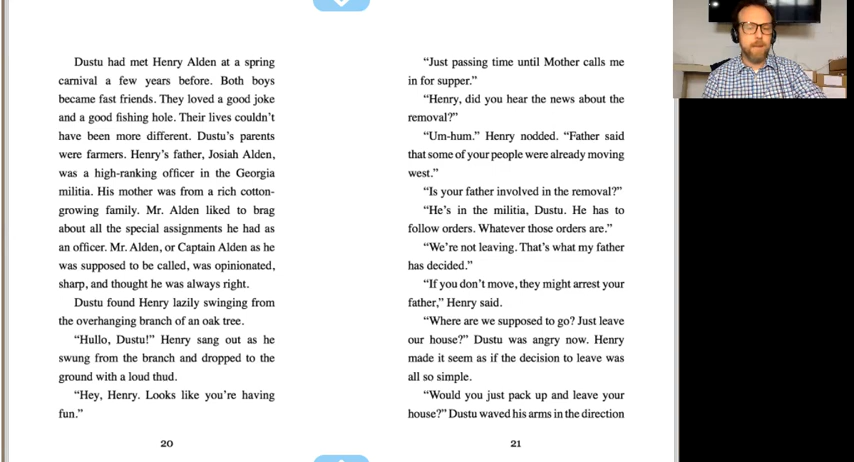 Dustu had met Henry Alden at a spring
carnival a few years before. Both boys
became fast friends. They loved a good joke
and a good fishing hole. Their lives couldn't
have been more different. Dustu's parents
were farmers. Henry's father, Josiah Alden,
was a high-ranking officer in the Georgia
militia. His mother was from a rich cotton-
growing family. Mr. Alden liked to brag
about all the special assignments he had as
an officer. Mr. Alden, or Captain Alden as he
was supposed to be called, was opinionated,
sharp, and thought he was always right.
Dustu found Henry lazily swinging from
the overhanging branch of an oak tree.
“Hullo, Dustu!” Henry sang out as he
swung from the branch and dropped to the
ground with a loud thud.
“Hey, Henry. Looks like you're having
fun.”
20
“Just passing time until Mother calls me
in for supper.”
“Henry, did you hear the news about the
removal?”
“Um-hum.” Henry nodded. “Father said
that some of your people were already moving
west.”
“Is your father involved in the removal?”
“He's in the militia, Dustu. He has to
follow orders. Whatever those orders are.”
“We're not leaving. That's what my father
has decided.”
“If you don't move, they might arrest your
father,” Henry said.
“Where are we supposed to go? Just leave
our house?” Dustu was angry now. Henry
made it seem as if the decision to leave was
all so simple.
“Would you just pack up and leave your
house?” Dustu waved his arms in the direction
21